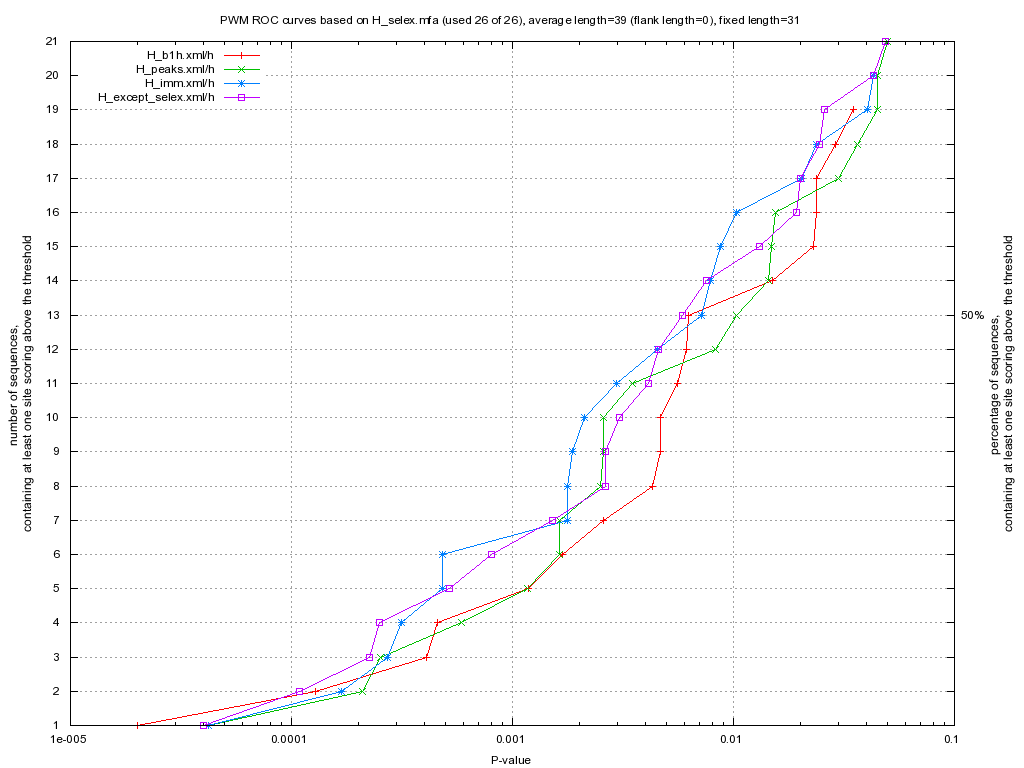 PWM ROC curves based on H_selex.mfa (used 26 of 26), average length=39 (flank length=0), fixed length=31
H_b1h.xml/h
H_peaks.xml/h
H_imm.xml/h
H_except_selex.xml/h
21
20
19
18
17
16
15
14
13
12
11
10
9
8
7
6
5
4
3
2
1
50%
number of sequences,
containing at least one site scoring above the threshold
percentage of sequences,
containing at least one site scoring above the threshold
1e-005
0.0001
0.001
0.01
0.1
P-value